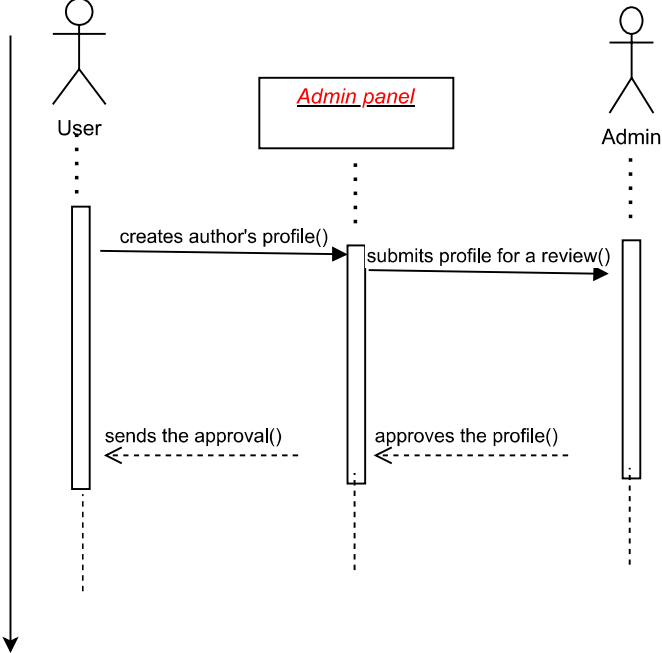 Admin panel
User
Admin
creates author's profile()
submits profile for a review()
sends the approval()
approves the profile()